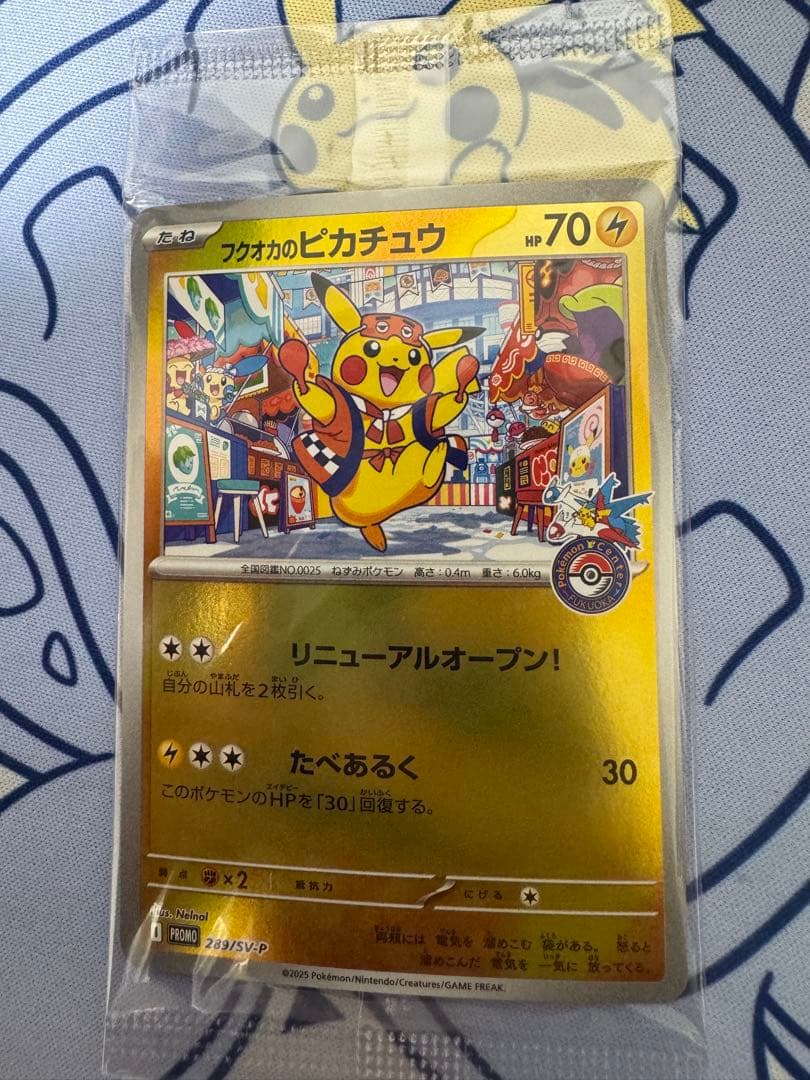 たね
フクオカのピカチュウ
HP 70
全国図鑑NO.0025 ねずみポケモン 高さ:0.4m 重さ:6.0kg
Pokémon Center
FUKUOKA
リニューアルオープン!
自分の山札を2枚引く。
たべあるく 30
このポケモンのHPを「30」回復する。
弱点 ×2 抵抗力 にげる
Illus. Nelnal
I PROMO 289/SV-P
両頬には 電気を 溜めこむ 袋がある。 怒ると
溜めこんだ 電気を 一気に 放ってくる。
©2025 Pokémon/Nintendo/Creatures/GAME FREAK.